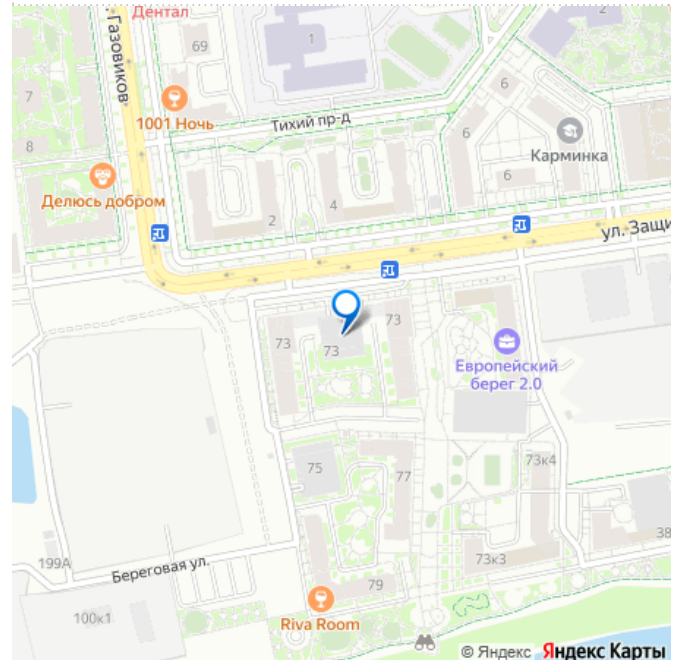 Дентал
. Газовиков
69
1
2
7
1001 Ночь
Тихий пр-д
6
6
Карминка
8
6
Делюсь добром
2
4
ул. Защи
73
73
73
Европейский
берег 2.0
75
77
73к4
199А
Береговая ул.
73к3
38
79
100к1
Riva Room
© Яндекс Яндекс Карты